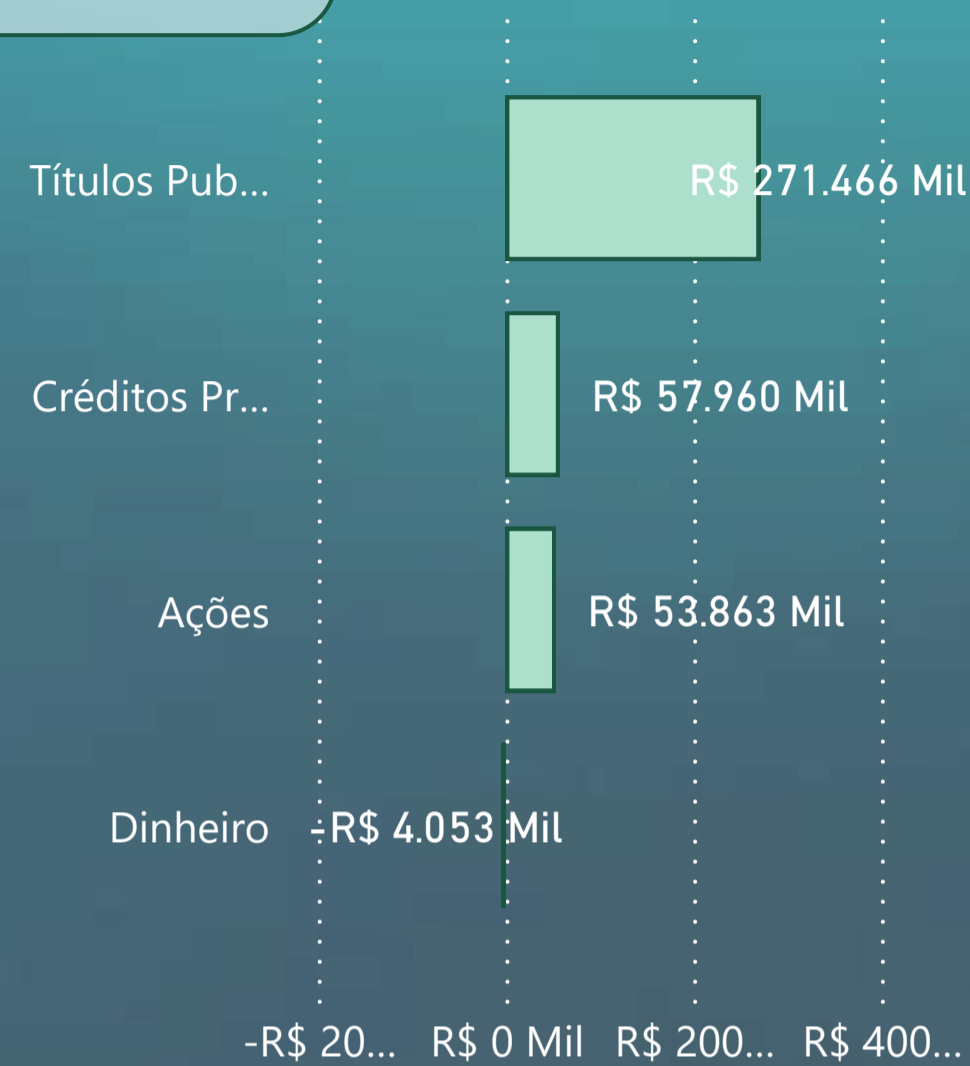 Títulos Pub... R$ 271.466 Mil
Créditos Pr... R$ 57.960 Mil
Ações R$ 53.863 Mil
Dinheiro -R$ 4.053 Mil
-R$ 20... R$ 0 Mil R$ 200... R$ 400...